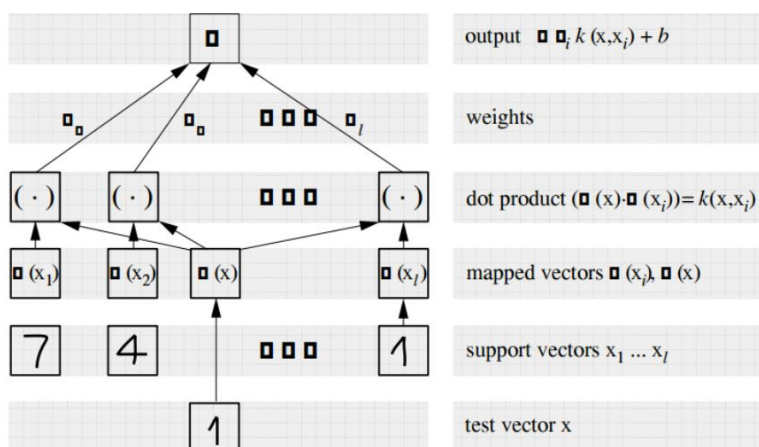 ▯ output ▯ ▯ᵢ k (x,xᵢ) + b
▯▯ ▯▯ ▯ ▯ ▯ ▯ₗ weights
( · ) ( · ) ▯ ▯ ▯ ( · ) dot product (▯ (x)·▯ (xᵢ))= k(x,xᵢ)
▯ (x₁) ▯ (x₂) ▯ (x) ▯ (xₗ) mapped vectors ▯ (xᵢ), ▯ (x)
7 4 ▯ ▯ ▯ 1 support vectors x₁ ... xₗ
1 test vector x